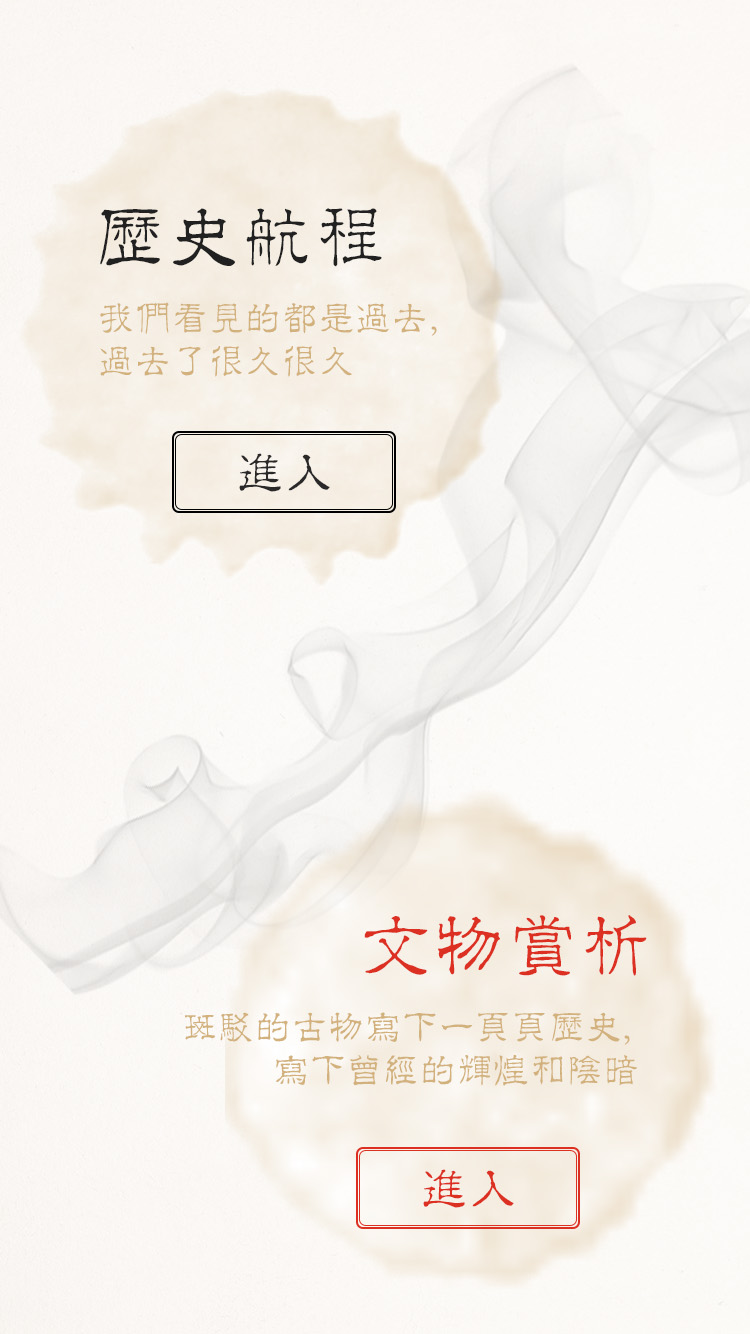 歷史航程
我們看見的都是過去,
過去了很久很久
進入
文物賞析
斑駁的古物寫下一頁頁歷史,
寫下曾經的輝煌和陰暗
進入